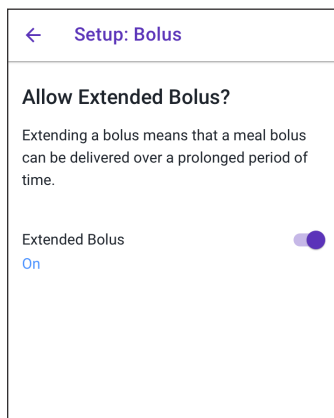 Setup: Bolus
Allow Extended Bolus?
Extending a bolus means that a meal bolus
can be delivered over a prolonged period of
time.
Extended Bolus
On